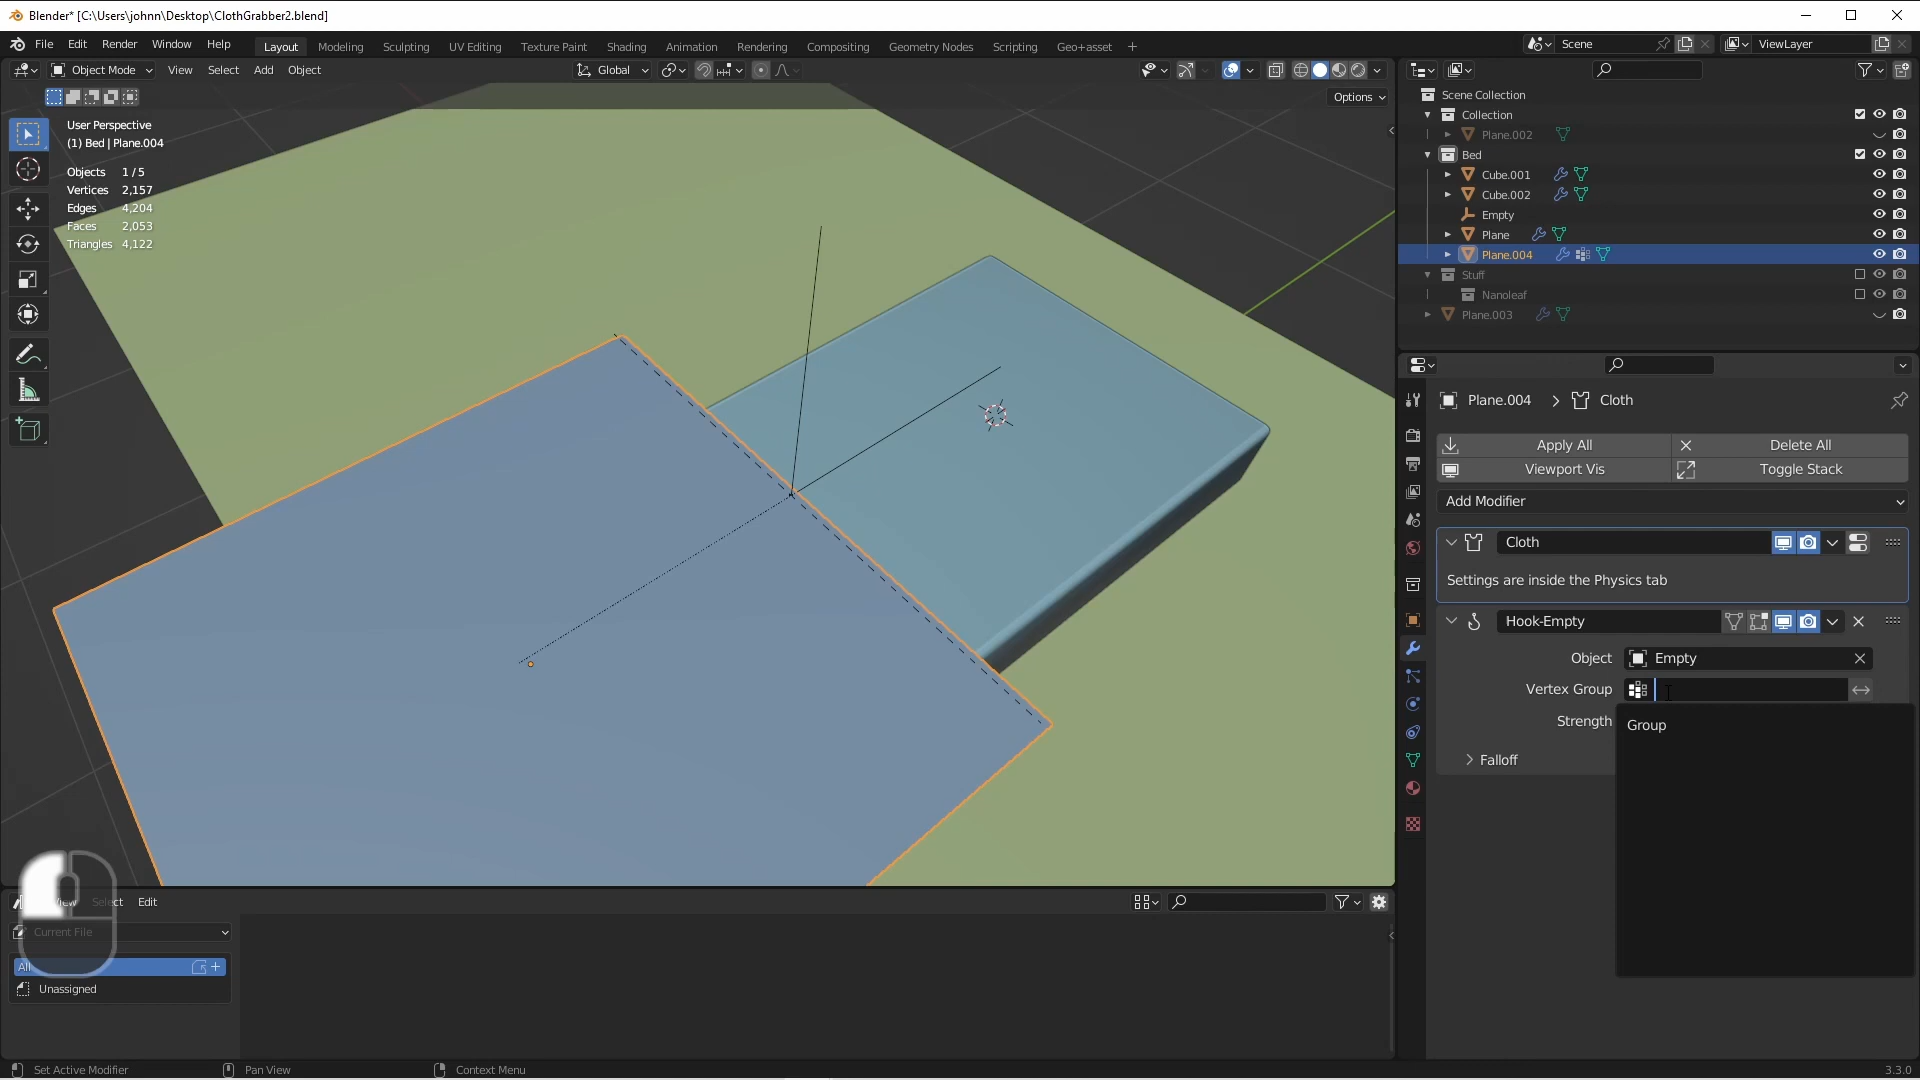 Blender* [C:\Users\johnn\Desktop\ClothGrabber2.blend]
File Edit Render Window Help Layout Modeling Sculpting UV Editing Texture Paint Shading Animation Rendering Compositing Geometry Nodes Scripting Geo+asset + Scene ViewLayer
Object Mode View Select Add Object Global
Options
User Perspective
(1) Bed | Plane.004
Objects 1 / 5
Vertices 2,157
Edges 4,204
Faces 2,053
Triangles 4,122
Scene Collection
Collection
Plane.002
Bed
Cube.001
Cube.002
Empty
Plane
Plane.004
Stuff
Nanoleaf
Plane.003
Plane.004 > Cloth
Apply All Delete All
Viewport Vis Toggle Stack
Add Modifier
Cloth
Settings are inside the Physics tab
Hook-Empty
Object Empty
Vertex Group
Strength
Group
Falloff
Select Edit
Current File
All
Unassigned
Set Active Modifier Pan View Context Menu 3.3.0